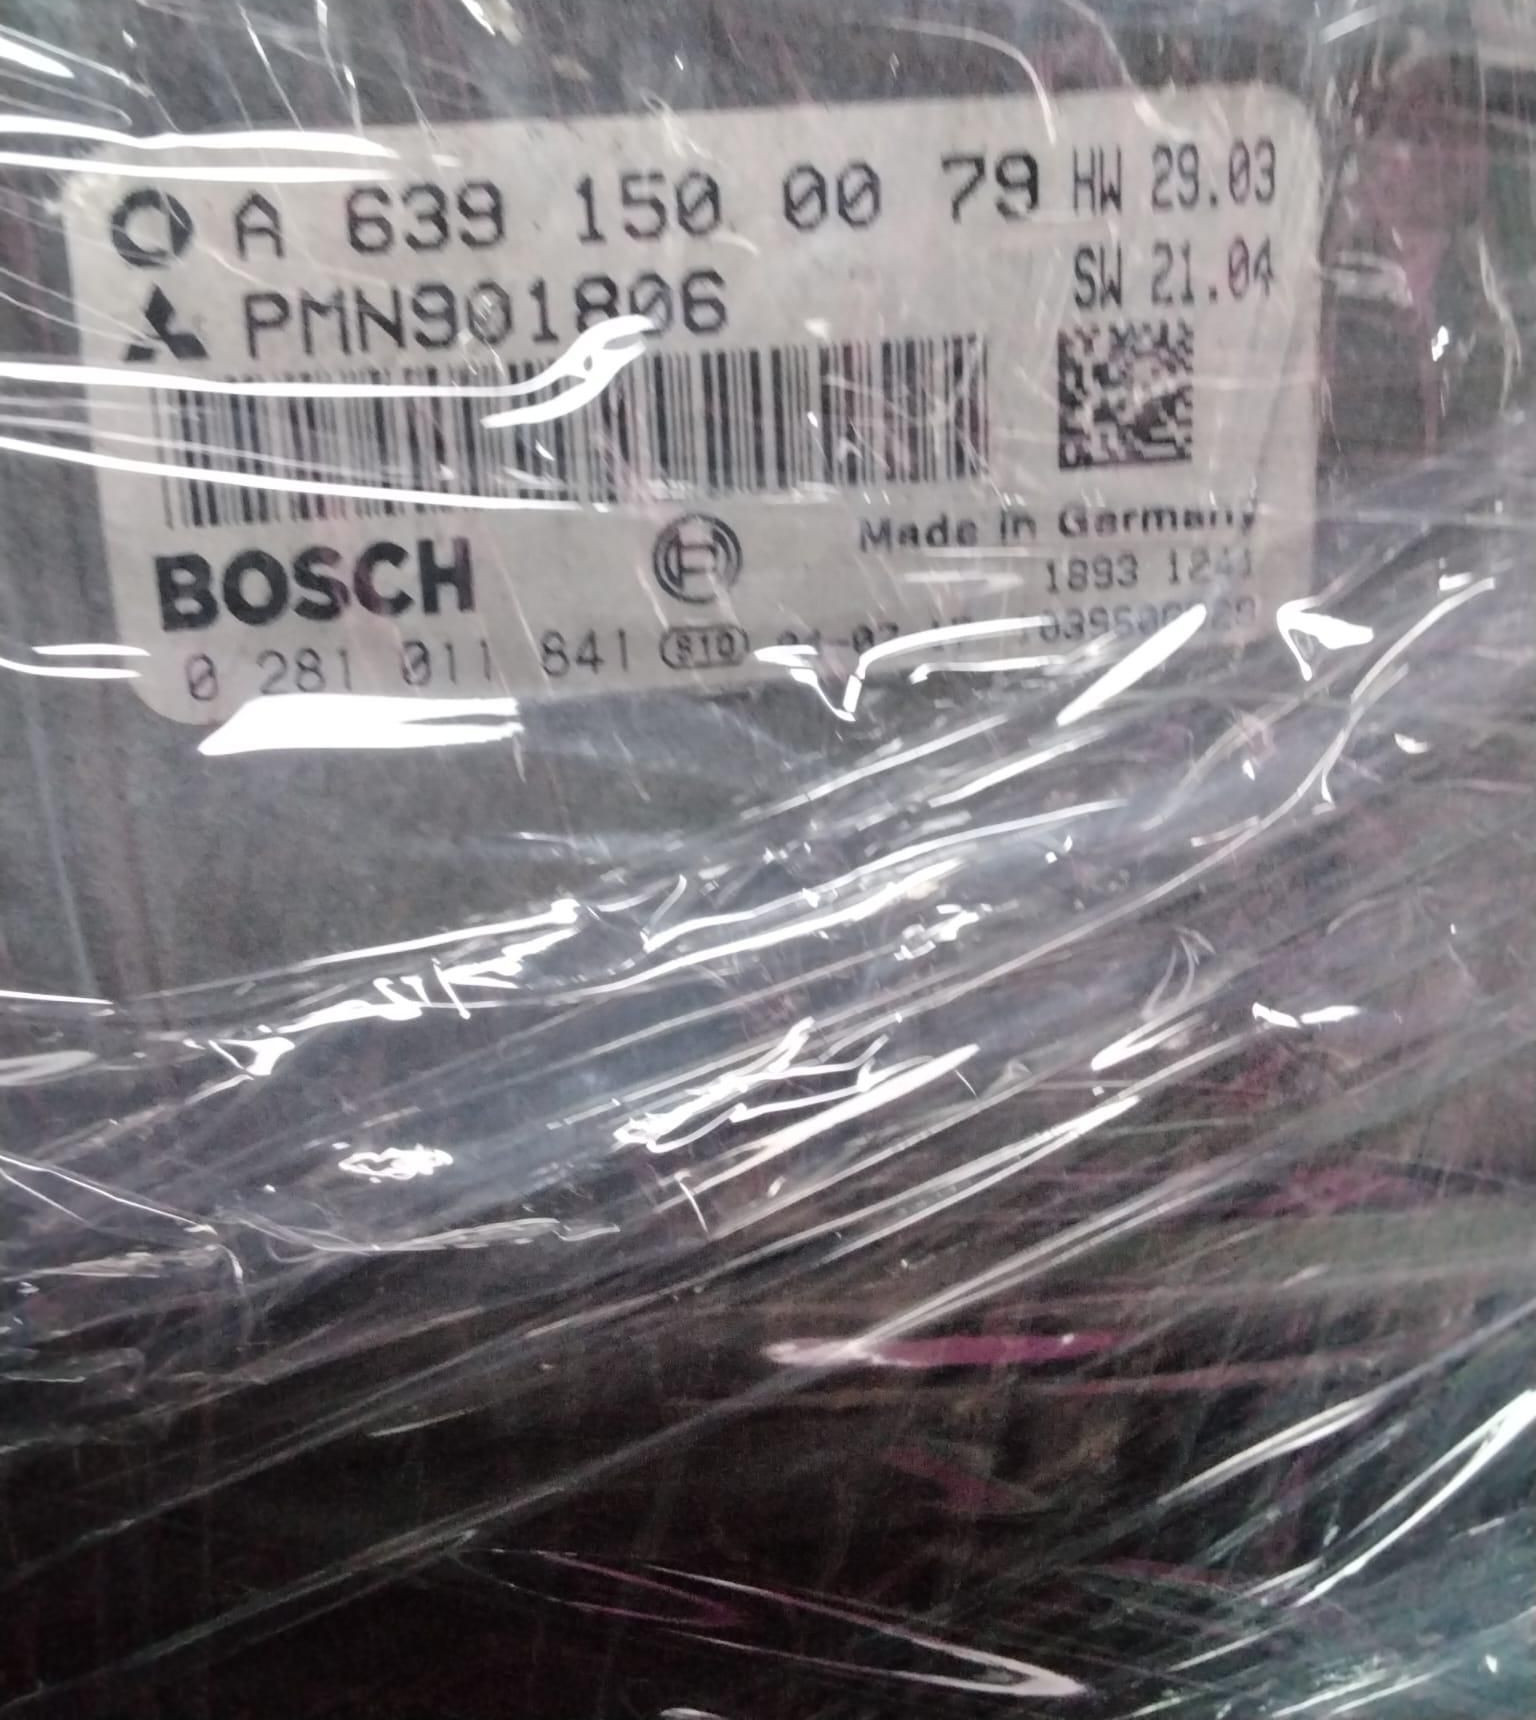 A 639 150 00 79 HW 29.03
PMN901806 SW 21.04
BOSCH
Made in Germany
1893 1241
0 281 011 841 S10